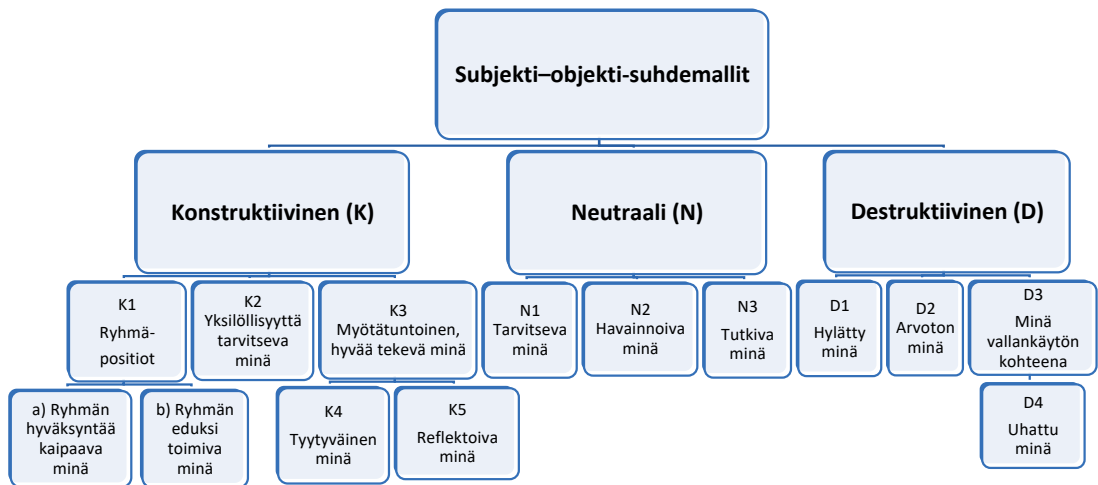 Subjekti–objekti-suhdemallit
Konstruktiivinen (K)
Neutraali (N)
Destruktiivinen (D)
K1
Ryhmä-
positiot
K2
Yksilöllisyyttä
tarvitseva
minä
K3
Myötätuntoinen,
hyvää tekevä minä
N1
Tarvitseva
minä
N2
Havainnoiva
minä
N3
Tutkiva
minä
D1
Hylätty
minä
D2
Arvoton
minä
D3
Minä
vallankäytön
kohteena
a) Ryhmän
hyväksyntää
kaipaava
minä
b) Ryhmän
eduksi
toimiva
minä
K4
Tyytyväinen
minä
K5
Reflektoiva
minä
D4
Uhattu
minä